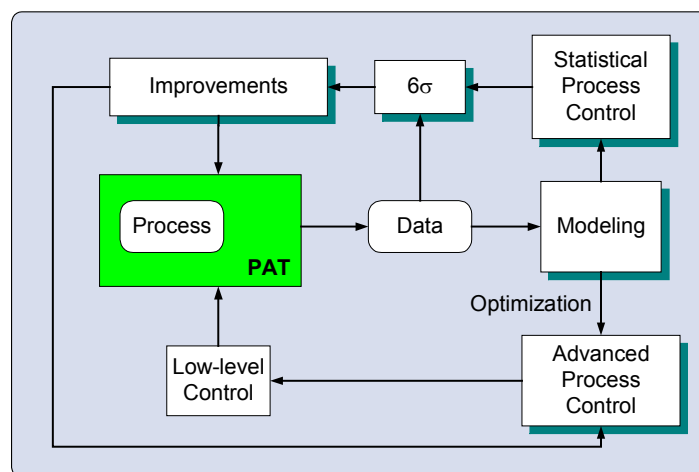 Improvements
6σ
Statistical
Process
Control
Process
PAT
Data
Modeling
Optimization
Low-level
Control
Advanced
Process
Control